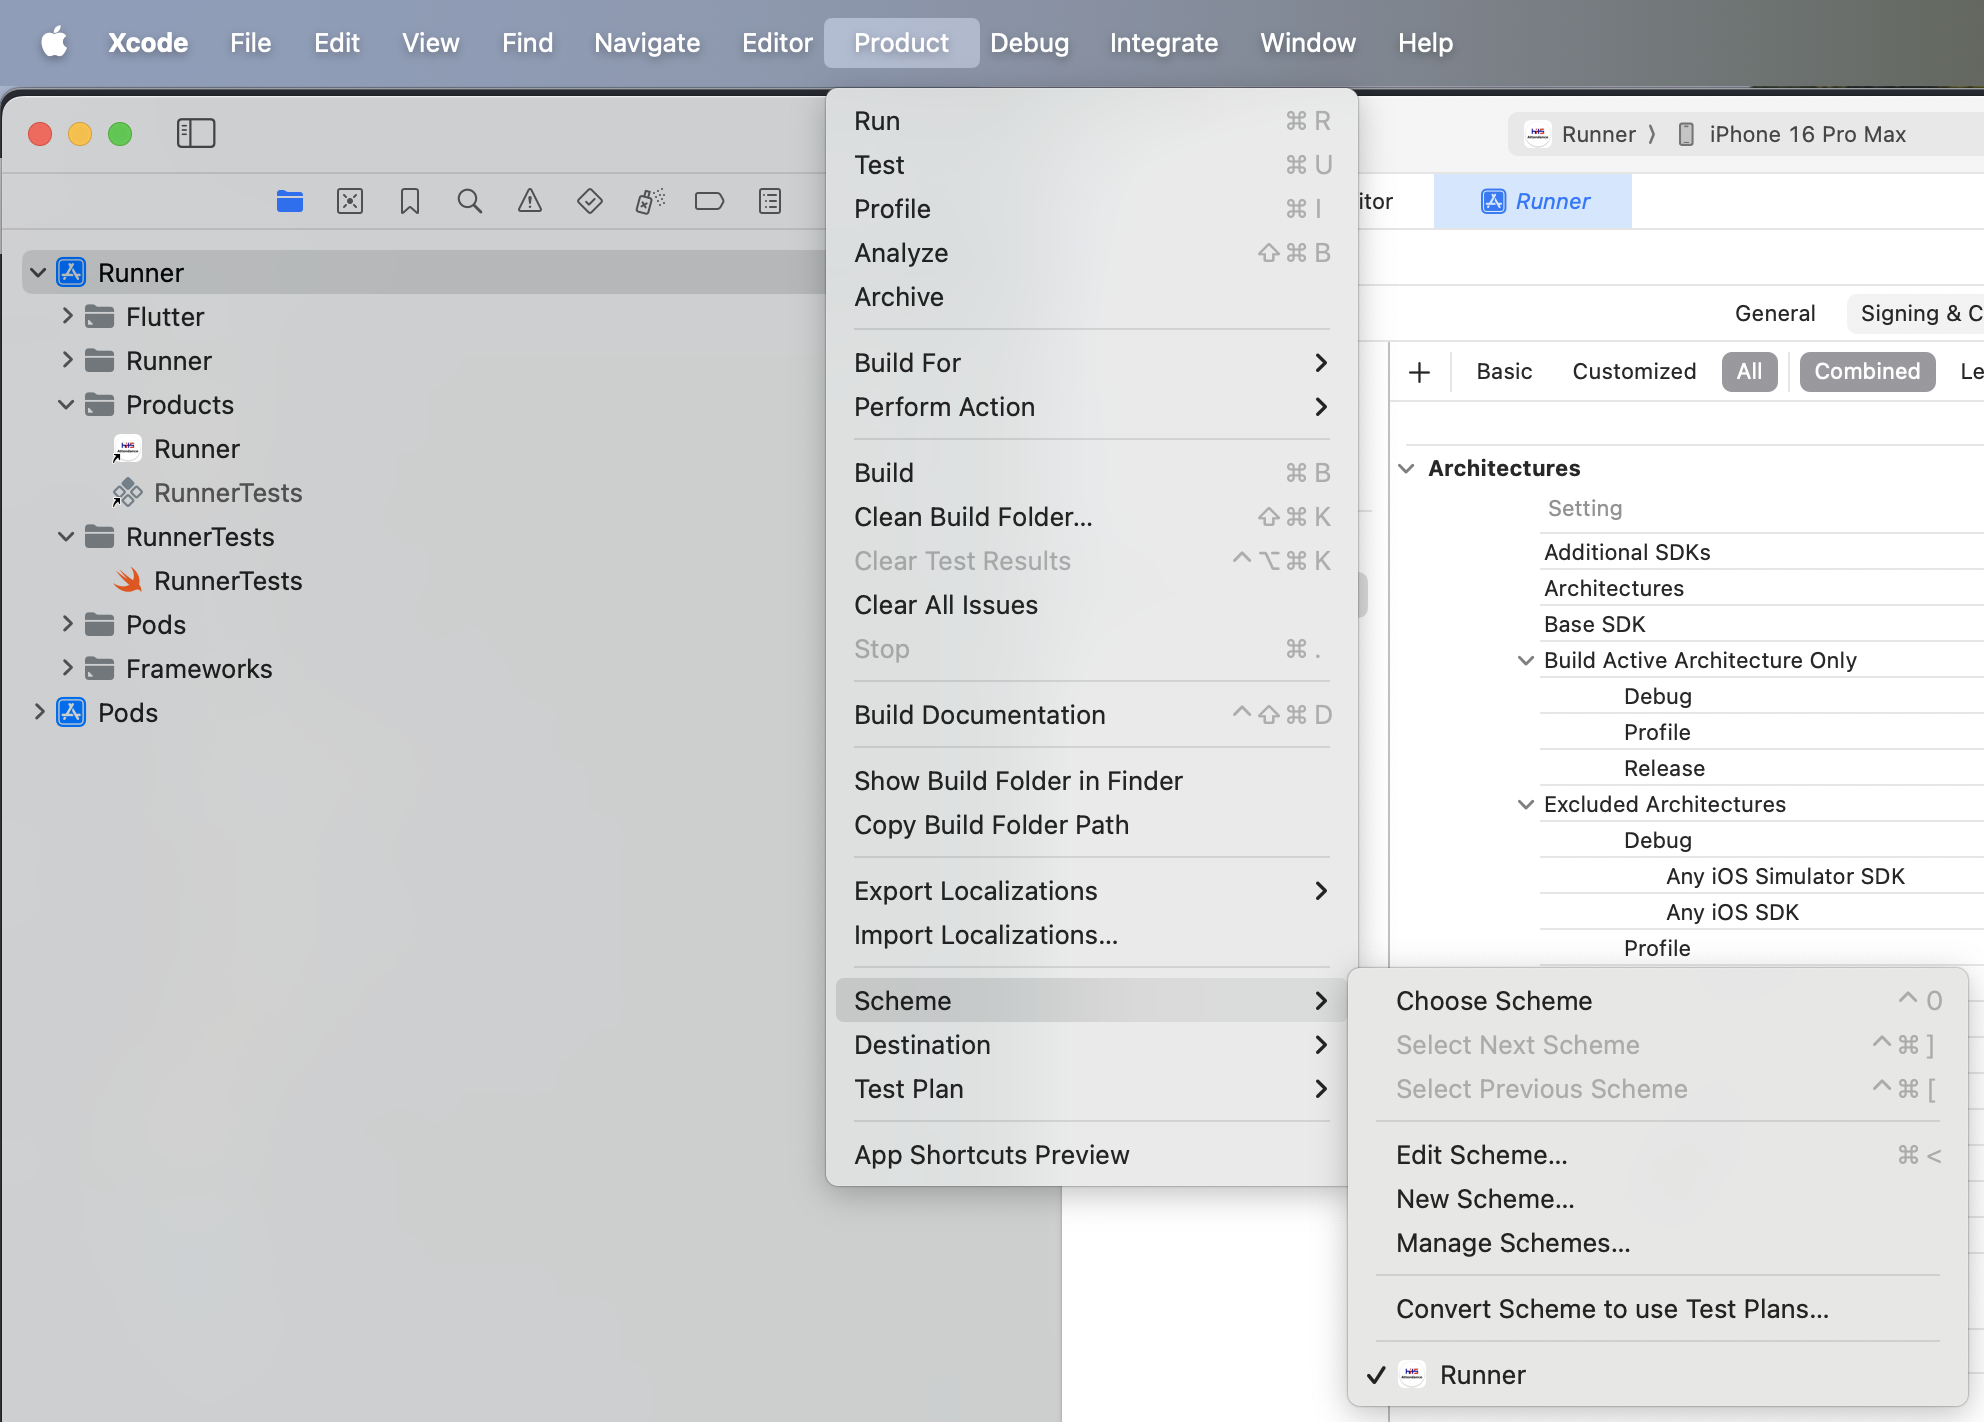 Xcode File Edit View Find Navigate Editor Product Debug Integrate Window Help
Runner 〉 iPhone 16 Pro Max
itor
Runner
General Signing & C
Basic Customized All Combined Le
Runner
Flutter
Runner
Products
Runner
RunnerTests
RunnerTests
RunnerTests
Pods
Frameworks
Pods
Run ⌘ R
Test ⌘ U
Profile ⌘ I
Analyze ⇧ ⌘ B
Archive
Build For
Perform Action
Build ⌘ B
Clean Build Folder... ⇧ ⌘ K
Clear Test Results ^ ⌥ ⌘ K
Clear All Issues
Stop ⌘ .
Build Documentation ^ ⇧ ⌘ D
Show Build Folder in Finder
Copy Build Folder Path
Export Localizations
Import Localizations...
Scheme
Destination
Test Plan
App Shortcuts Preview
Architectures
Setting
Additional SDKs
Architectures
Base SDK
Build Active Architecture Only
Debug
Profile
Release
Excluded Architectures
Debug
Any iOS Simulator SDK
Any iOS SDK
Profile
Choose Scheme ^ 0
Select Next Scheme ^ ⌘ ]
Select Previous Scheme ^ ⌘ [
Edit Scheme... ⌘ <
New Scheme...
Manage Schemes...
Convert Scheme to use Test Plans...
✓ Runner